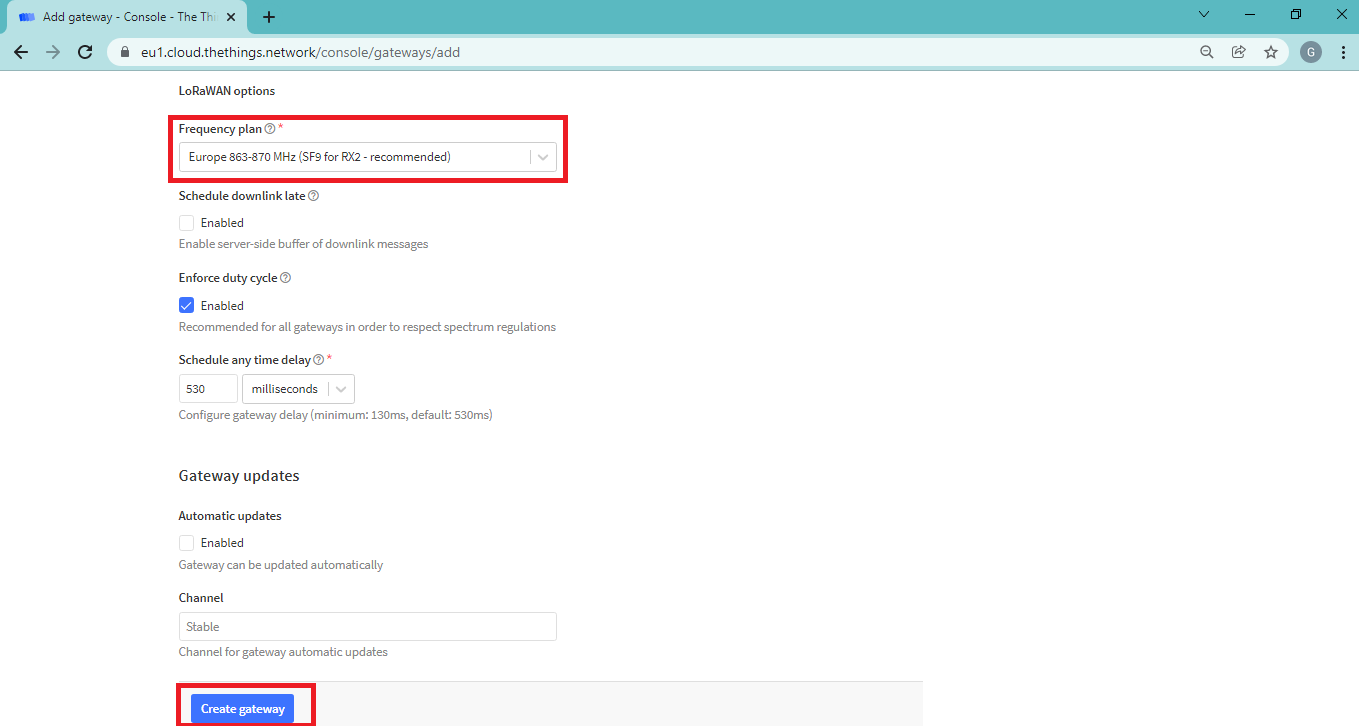 Add gateway - Console - The Thi
eu1.cloud.thethings.network/console/gateways/add
G
LoRaWAN options
Frequency plan *
Europe 863-870 MHz (SF9 for RX2 - recommended)
Schedule downlink late
Enabled
Enable server-side buffer of downlink messages
Enforce duty cycle
Enabled
Recommended for all gateways in order to respect spectrum regulations
Schedule any time delay *
530 milliseconds
Configure gateway delay (minimum: 130ms, default: 530ms)
Gateway updates
Automatic updates
Enabled
Gateway can be updated automatically
Channel
Stable
Channel for gateway automatic updates
Create gateway